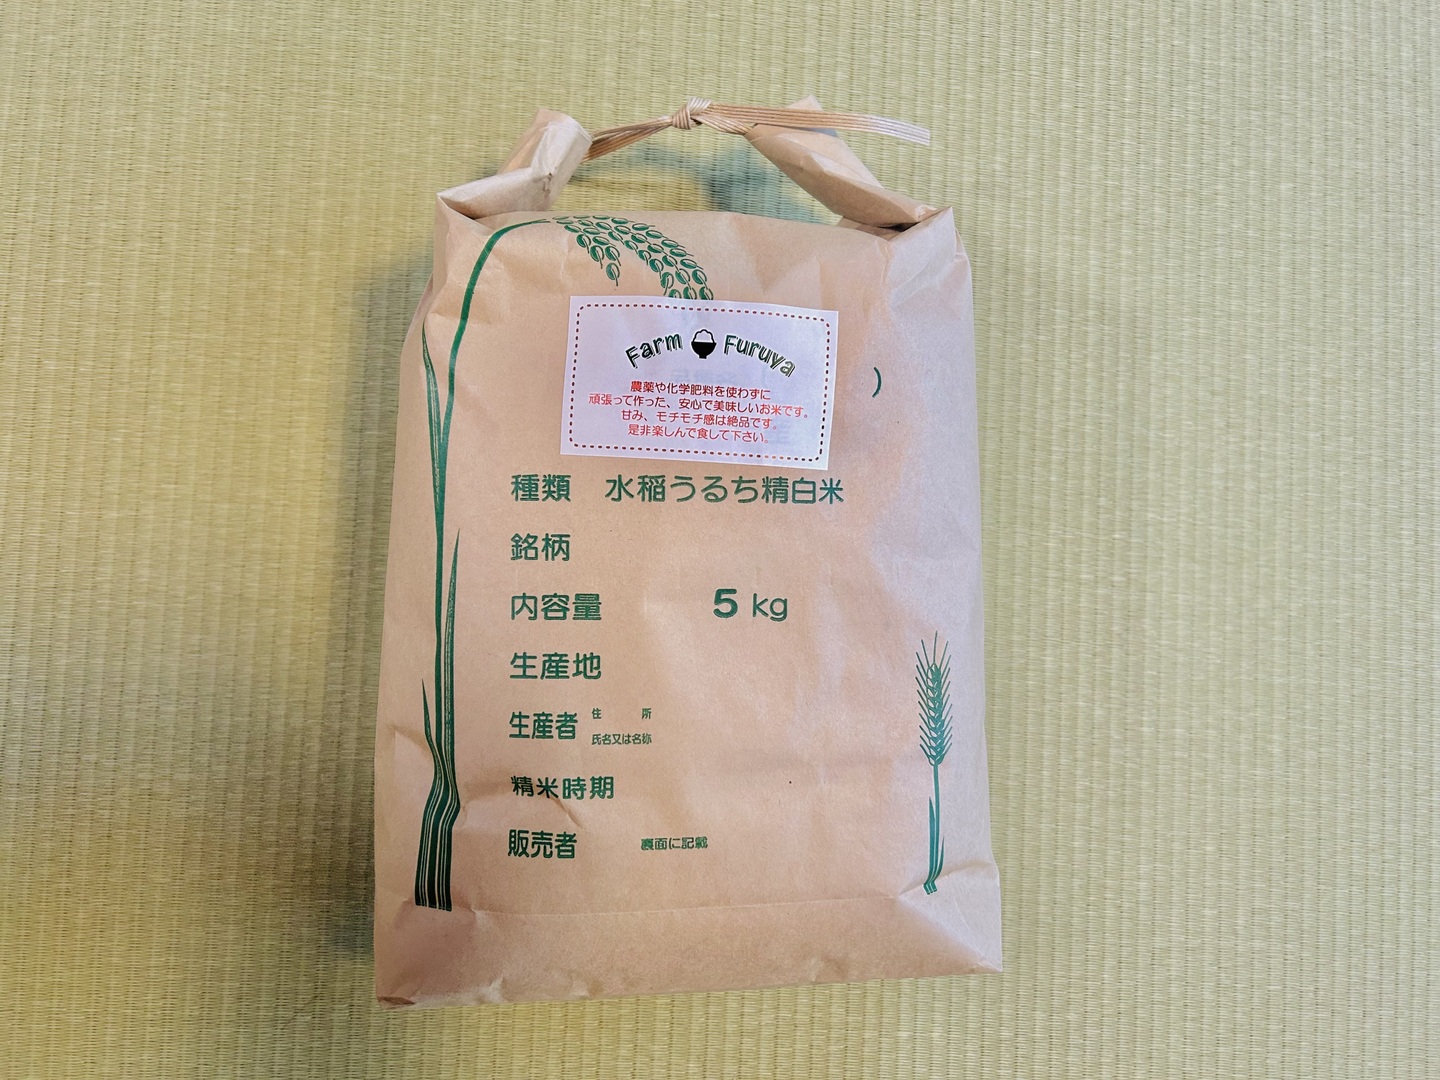 Farm Furuya
農薬や化学肥料を使わずに
頑張って作った、安心で美味しいお米です。
甘み、モチモチ感は絶品です。
是非楽しんで食して下さい。
)
種類 水稲うるち精白米
銘柄
内容量 5 kg
生産地
生産者 住 所
氏名又は名称
精米時期
販売者 裏面に記載